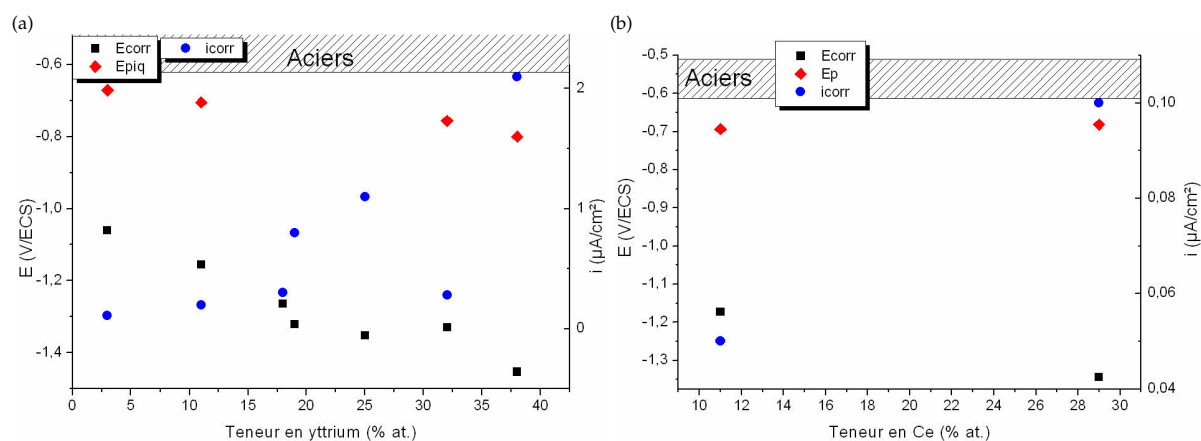 (a)
Ecorr
Epiq
icorr
Aciers
-0,6
-0,8
-1,0
-1,2
-1,4
E (V/ECS)
2
1
0
i (µA/cm²)
0 5 10 15 20 25 30 35 40
Teneur en yttrium (% at.)
(b)
Ecorr
Ep
icorr
Aciers
-0,5
-0,6
-0,7
-0,8
-0,9
-1,0
-1,1
-1,2
-1,3
E (V/ECS)
0,10
0,08
0,06
0,04
i (µA/cm²)
10 12 14 16 18 20 22 24 26 28 30
Teneur en Ce (% at.)